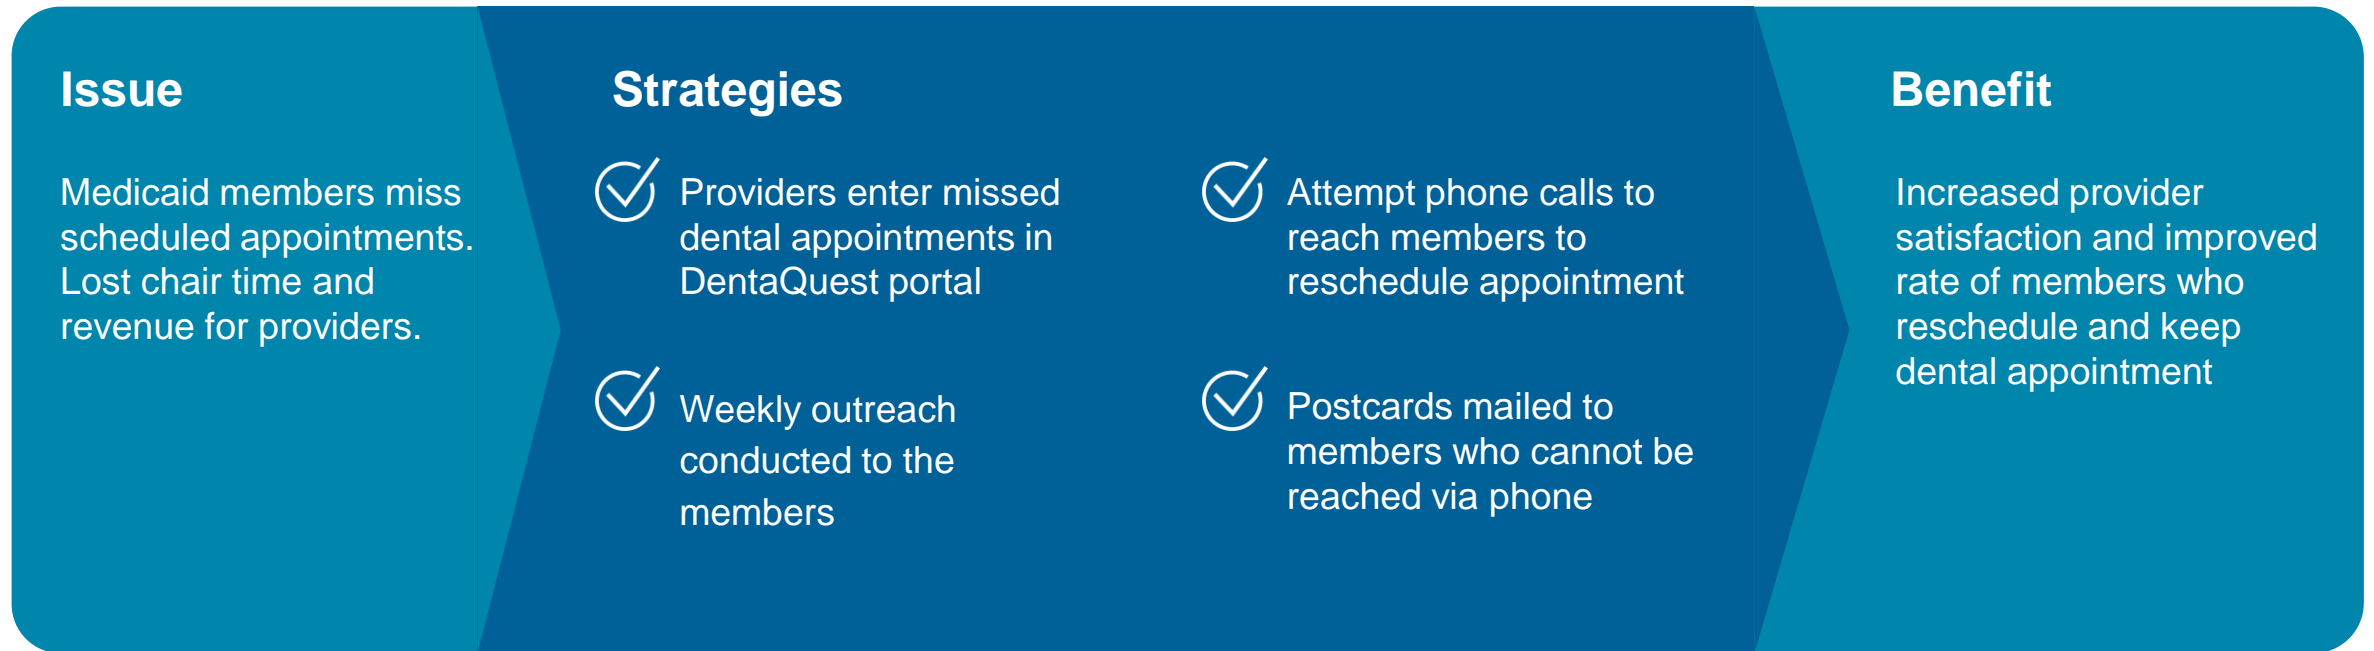 Issue
Medicaid members miss
scheduled appointments.
Lost chair time and
revenue for providers.
Strategies
Providers enter missed
dental appointments in
DentaQuest portal
Weekly outreach
conducted to the
members
Attempt phone calls to
reach members to
reschedule appointment
Postcards mailed to
members who cannot be
reached via phone
Benefit
Increased provider
satisfaction and improved
rate of members who
reschedule and keep
dental appointment